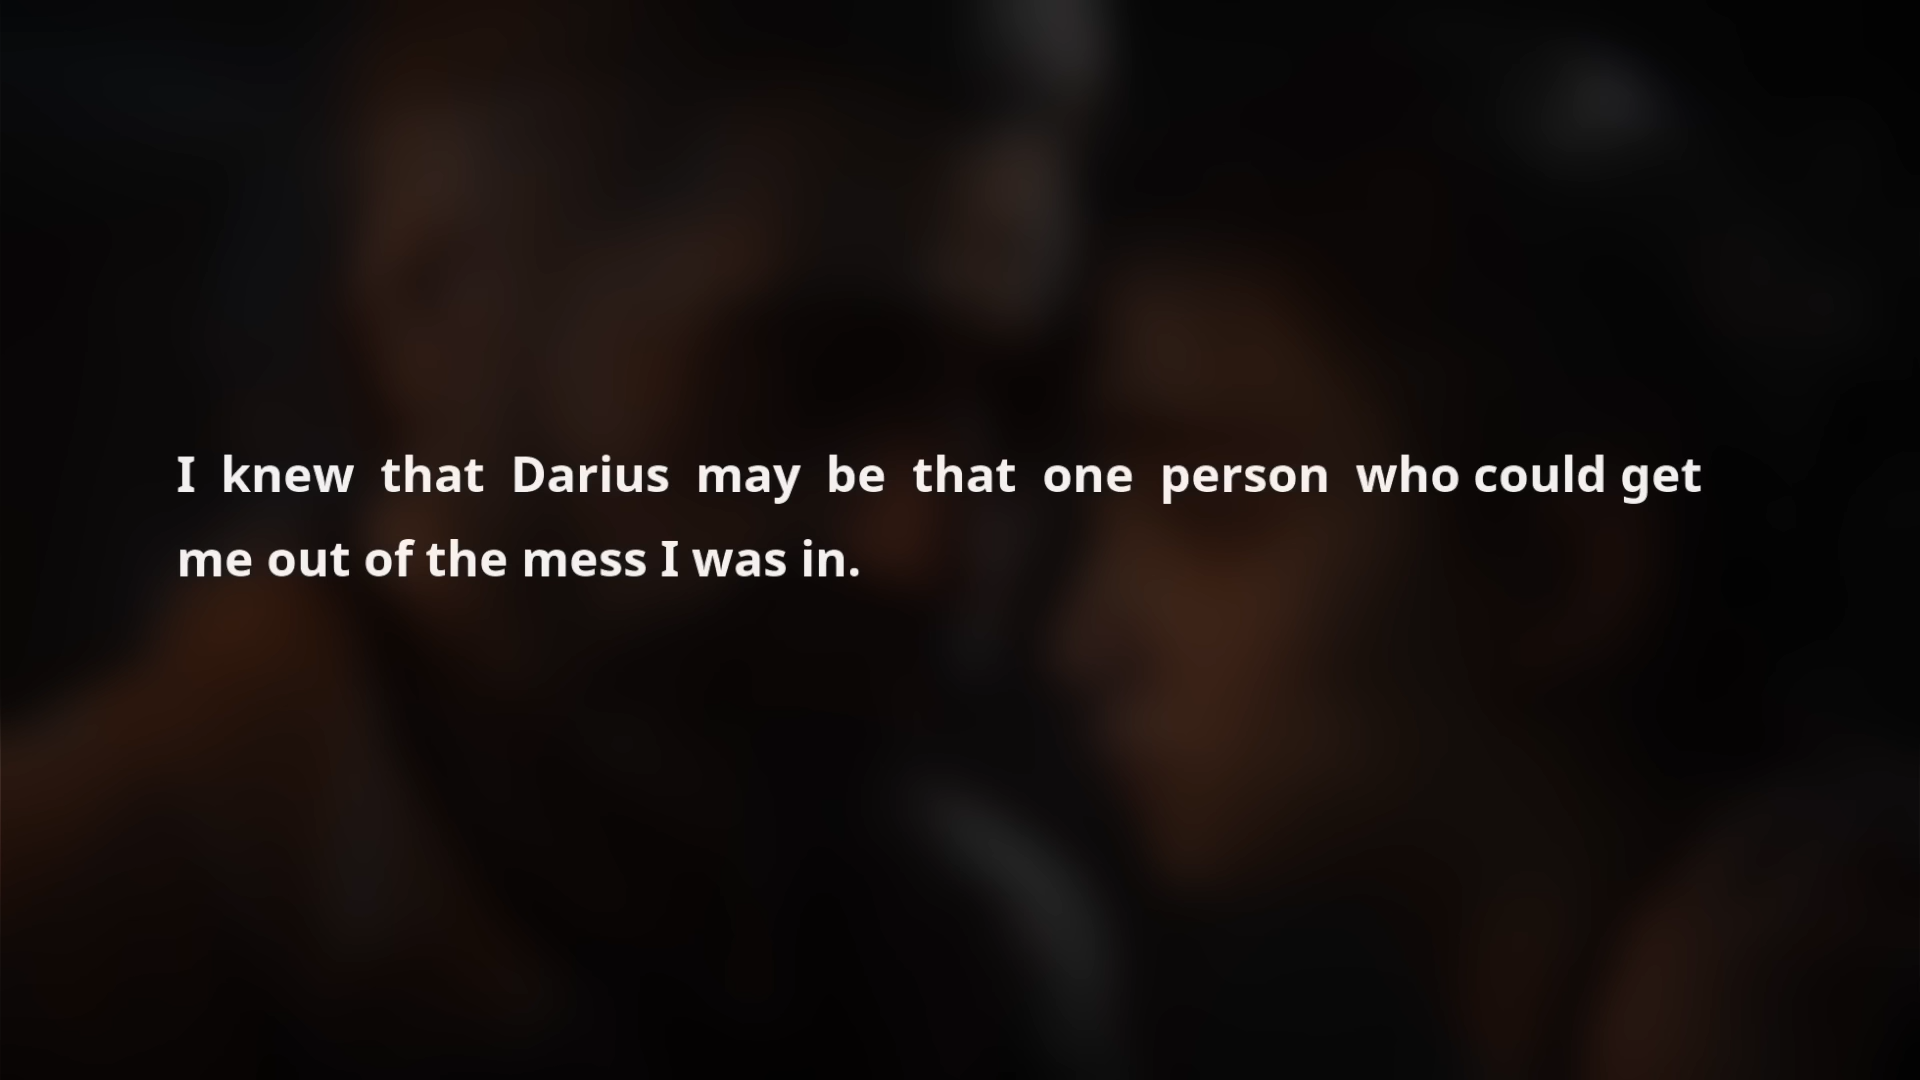 I knew that Darius may be that one person who could get
me out of the mess I was in.